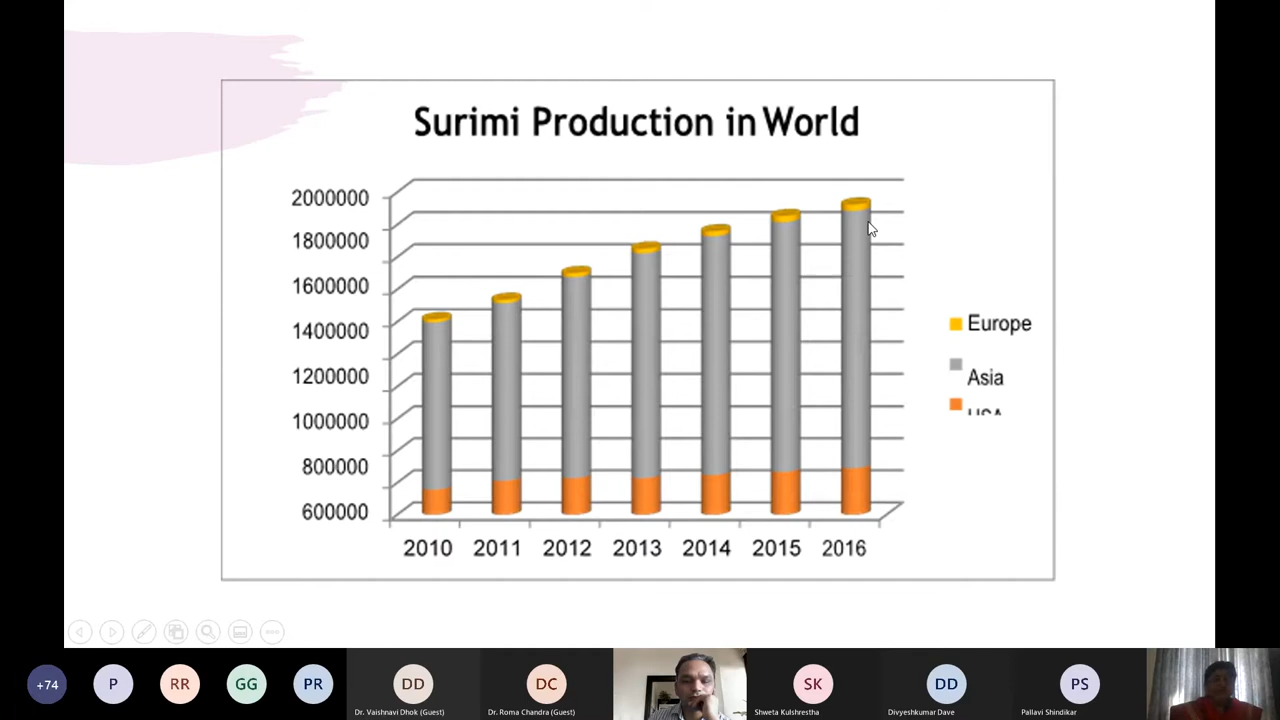 Surimi Production in World
2000000
1800000
1600000
1400000
1200000
1000000
800000
600000
2010 2011 2012 2013 2014 2015 2016
Europe
Asia
USA
+74 P RR GG PR DD DC SK DD PS
Dr. Vaishnavi Dhok (Guest) Dr. Roma Chandra (Guest) Shweta Kulshrestha Divyeshkumar Dave Pallavi Shindikar